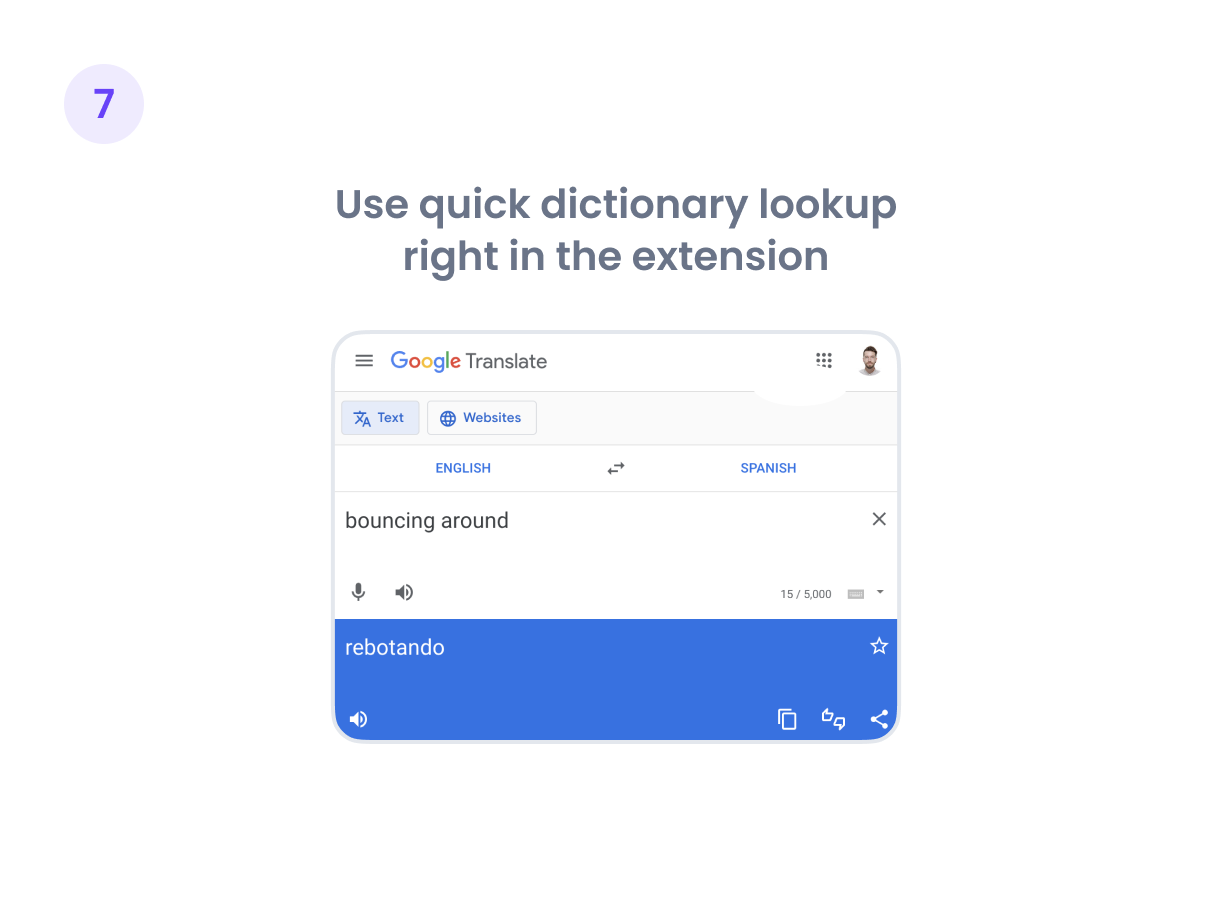 7
Use quick dictionary lookup
right in the extension
Google Translate
Text Websites
ENGLISH SPANISH
bouncing around
15 / 5,000
rebotando